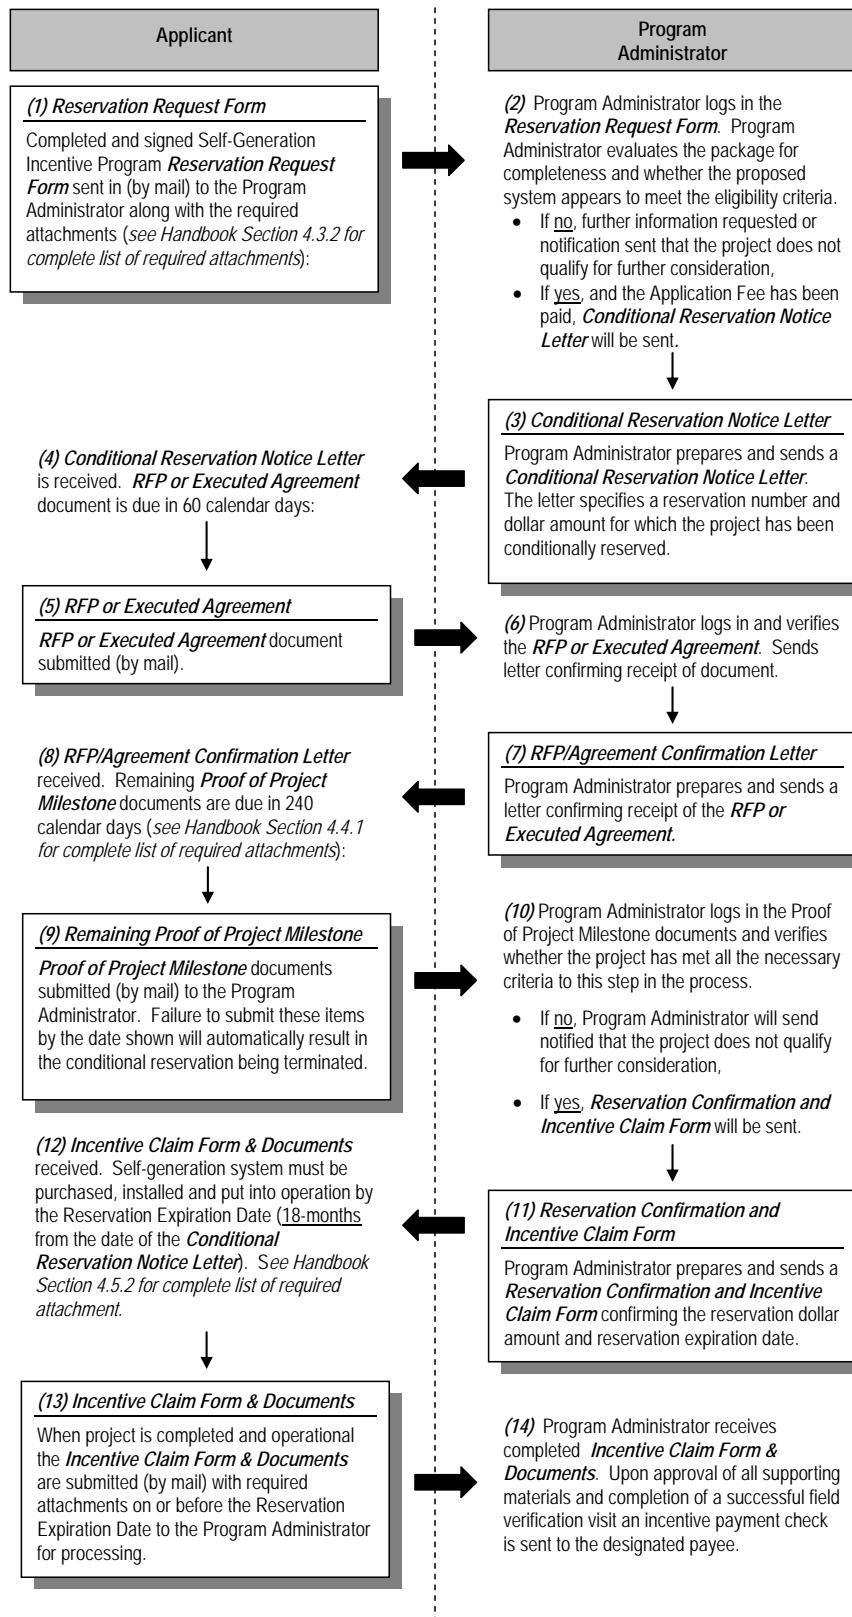 Applicant
Program
Administrator
(1) Reservation Request Form
Completed and signed Self-Generation
Incentive Program Reservation Request
Form sent in (by mail) to the Program
Administrator along with the required
attachments (see Handbook Section 4.3.2 for
complete list of required attachments):
(2) Program Administrator logs in the
Reservation Request Form. Program
Administrator evaluates the package for
completeness and whether the proposed
system appears to meet the eligibility criteria.
• If no, further information requested or
notification sent that the project does not
qualify for further consideration,
• If yes, and the Application Fee has been
paid, Conditional Reservation Notice
Letter will be sent.
(3) Conditional Reservation Notice Letter
Program Administrator prepares and sends a
Conditional Reservation Notice Letter.
The letter specifies a reservation number and
dollar amount for which the project has been
conditionally reserved.
(4) Conditional Reservation Notice Letter
is received. RFP or Executed Agreement
document is due in 60 calendar days:
(5) RFP or Executed Agreement
RFP or Executed Agreement document
submitted (by mail).
(6) Program Administrator logs in and verifies
the RFP or Executed Agreement. Sends
letter confirming receipt of document.
(7) RFP/Agreement Confirmation Letter
Program Administrator prepares and sends a
letter confirming receipt of the RFP or
Executed Agreement.
(8) RFP/Agreement Confirmation Letter
received. Remaining Proof of Project
Milestone documents are due in 240
calendar days (see Handbook Section 4.4.1
for complete list of required attachments):
(9) Remaining Proof of Project Milestone
Proof of Project Milestone documents
submitted (by mail) to the Program
Administrator. Failure to submit these items
by the date shown will automatically result in
the conditional reservation being terminated.
(10) Program Administrator logs in the Proof
of Project Milestone documents and verifies
whether the project has met all the necessary
criteria to this step in the process.
• If no, Program Administrator will send
notified that the project does not qualify
for further consideration,
• If yes, Reservation Confirmation and
Incentive Claim Form will be sent.
(11) Reservation Confirmation and
Incentive Claim Form
Program Administrator prepares and sends a
Reservation Confirmation and Incentive
Claim Form confirming the reservation dollar
amount and reservation expiration date.
(12) Incentive Claim Form & Documents
received. Self-generation system must be
purchased, installed and put into operation by
the Reservation Expiration Date (18-months
from the date of the Conditional
Reservation Notice Letter). See Handbook
Section 4.5.2 for complete list of required
attachment.
(13) Incentive Claim Form & Documents
When project is completed and operational
the Incentive Claim Form & Documents
are submitted (by mail) with required
attachments on or before the Reservation
Expiration Date to the Program Administrator
for processing.
(14) Program Administrator receives
completed Incentive Claim Form &
Documents. Upon approval of all supporting
materials and completion of a successful field
verification visit an incentive payment check
is sent to the designated payee.